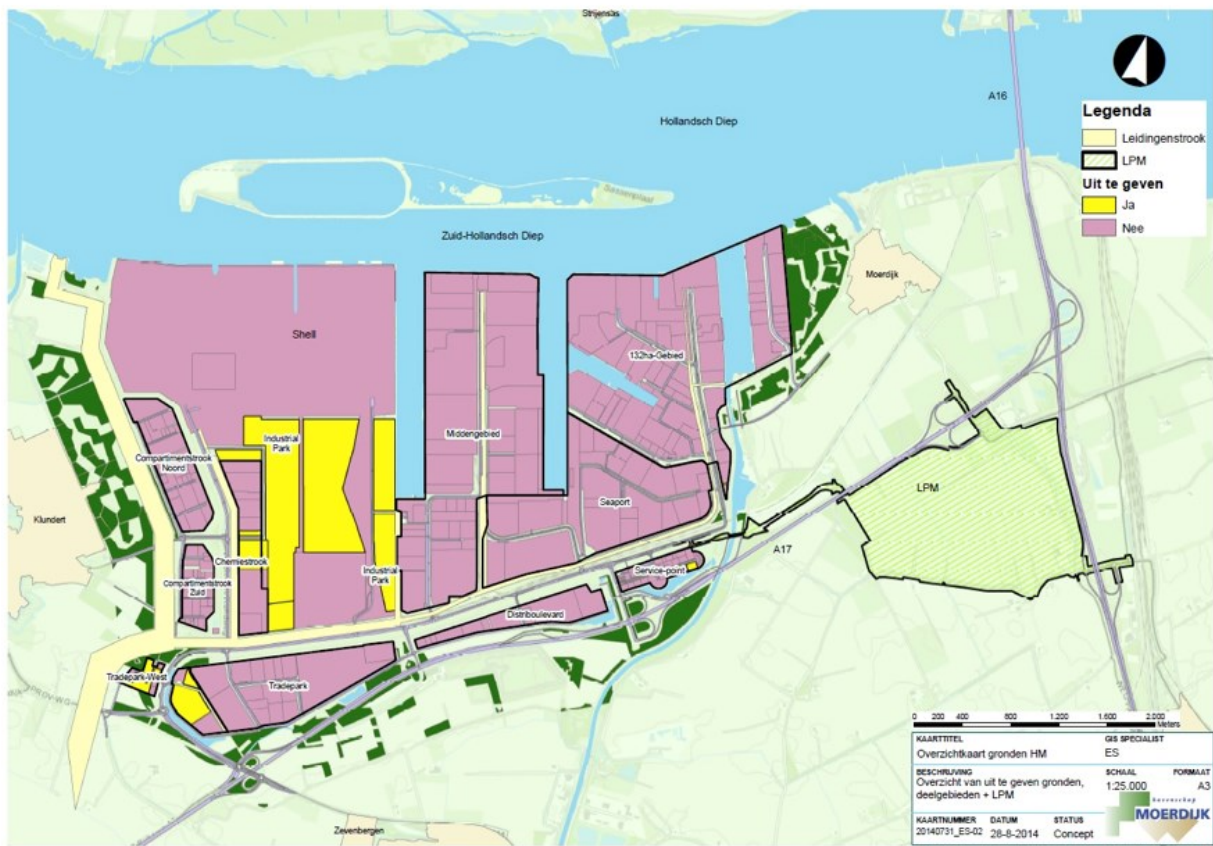 Strijensas
Hollandsch Diep
A16
Legenda
Leidingenstrook
LPM
Uit te geven
Ja
Nee
Sassenplaat
Zuid-Hollandsch Diep
Moerdijk
Shell
132ha-Gebied
Industrial
Park
Middengebied
Compartimentstrook
Noord
Seaport
LPM
Klundert
Chemiestrook
Industrial
Park
A17
Service-point
Compartimentstrook
Zuid
Distriboulevard
Tradepark-West
Tradepark
0 200 400 800 1.200 1.600 2.000
Meters
KAARTTITEL GIS SPECIALIST
Overzichtkaart gronden HM ES
BESCHRIJVING SCHAAL FORMAAT
Overzicht van uit te geven gronden, 1:25.000 A3
deelgebieden + LPM
KAARTNUMMER DATUM STATUS
20140731_ES-02 28-8-2014 Concept
havenschap
MOERDIJK
Zevenbergen